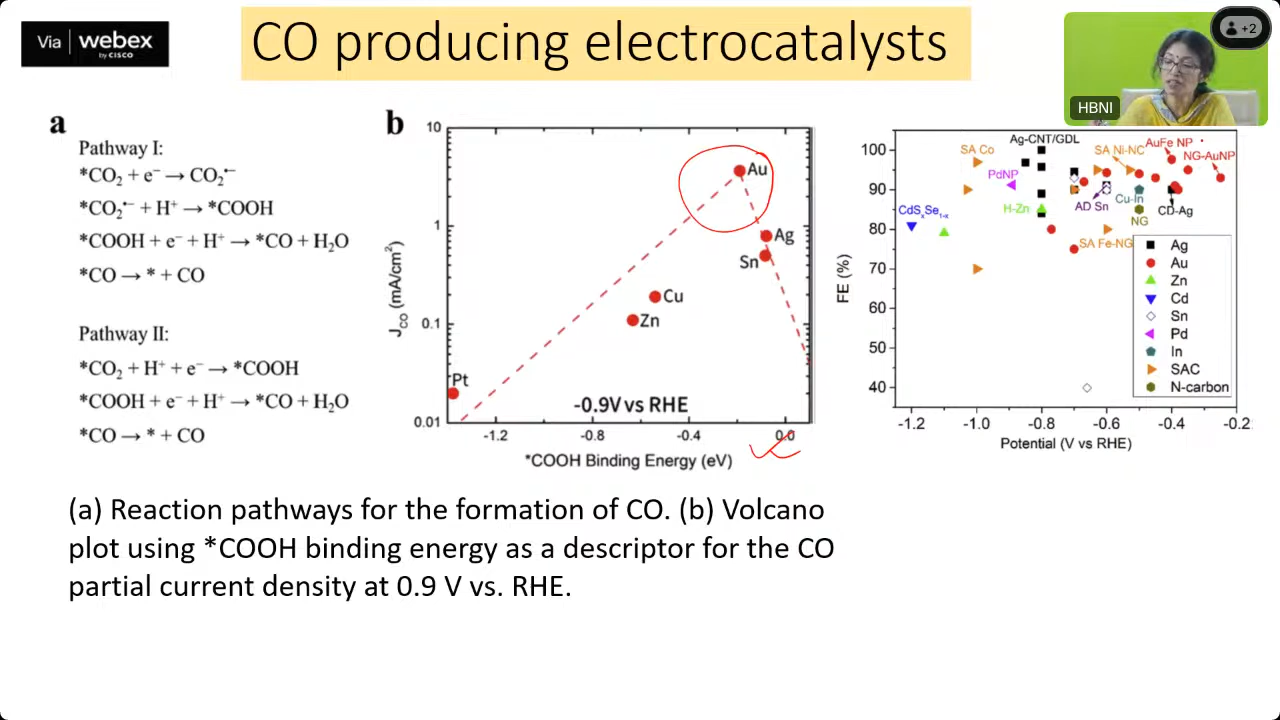 Via | webex
by CISCO
CO producing electrocatalysts
+2
HBNI
a
Pathway I:
*CO₂ + e⁻ → CO₂•⁻
*CO₂•⁻ + H⁺ → *COOH
*COOH + e⁻ + H⁺ → *CO + H₂O
*CO → * + CO
Pathway II:
*CO₂ + H⁺ + e⁻ → *COOH
*COOH + e⁻ + H⁺ → *CO + H₂O
*CO → * + CO
b
10
1
0.1
0.01
J_CO (mA/cm²)
Au
Ag
Sn
Cu
Zn
Pt
-0.9V vs RHE
-1.2 -0.8 -0.4 0.0
*COOH Binding Energy (eV)
100
90
80
70
60
50
40
FE (%)
Ag-CNT/GDL
SA Co
SA Ni-NC
AuFe NP
NG-AuNP
PdNP
CdSₓSe₁₋ₓ
H-Zn
AD Sn
Cu-In
NG
CD-Ag
SA Fe-NG
Ag
Au
Zn
Cd
Sn
Pd
In
SAC
N-carbon
-1.2 -1.0 -0.8 -0.6 -0.4 -0.2
Potential (V vs RHE)
(a) Reaction pathways for the formation of CO. (b) Volcano
plot using *COOH binding energy as a descriptor for the CO
partial current density at 0.9 V vs. RHE.